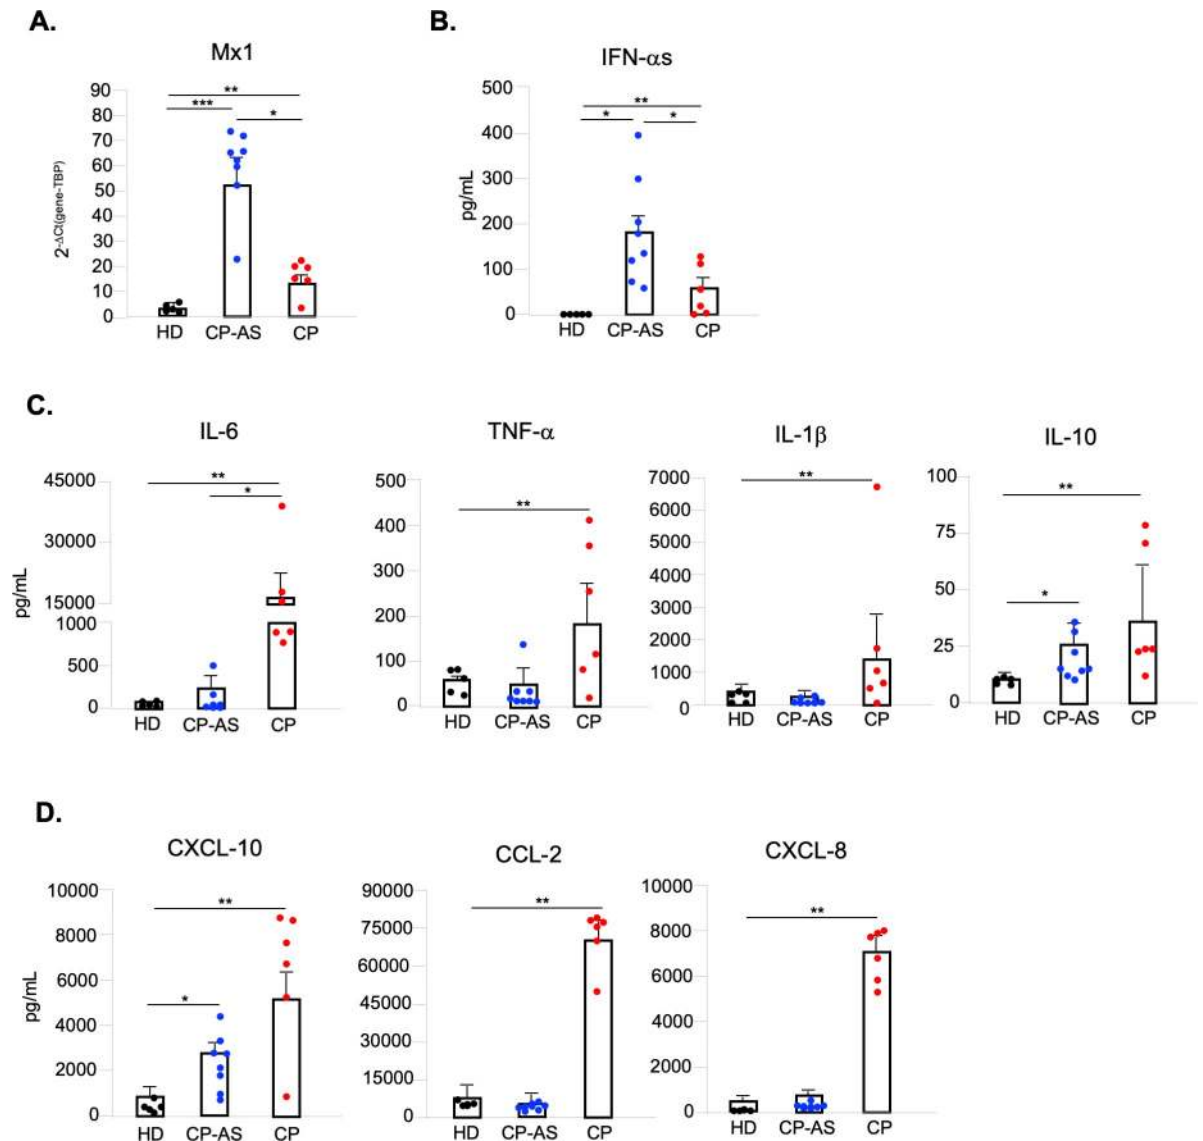 A.
Mx1
2-ΔCt(gene-TBP)
90
80
70
60
50
40
30
20
10
0
**
***
*
HD CP-AS CP
B.
IFN-αs
pg/mL
500
400
300
200
100
0
**
* *
HD CP-AS CP
C.
IL-6
pg/mL
45000
30000
15000
1000
500
0
**
*
HD CP-AS CP
TNF-α
500
400
300
200
100
0
**
HD CP-AS CP
IL-1β
7000
6000
5000
4000
3000
2000
1000
0
**
HD CP-AS CP
IL-10
100
75
50
25
0
**
*
HD CP-AS CP
D.
CXCL-10
pg/mL
10000
8000
6000
4000
2000
0
**
*
HD CP-AS CP
CCL-2
90000
75000
60000
45000
30000
15000
0
**
HD CP-AS CP
CXCL-8
10000
8000
6000
4000
2000
0
**
HD CP-AS CP